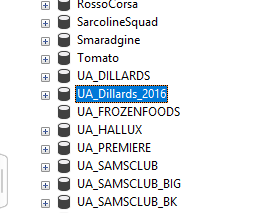 RossoCorsa
SarcolineSquad
Smaradgine
Tomato
UA_DILLARDS
UA_Dillards_2016
UA_FROZENFOODS
UA_HALLUX
UA_PREMIERE
UA_SAMSCLUB
UA_SAMSCLUB_BIG
UA_SAMSCLUB_BK